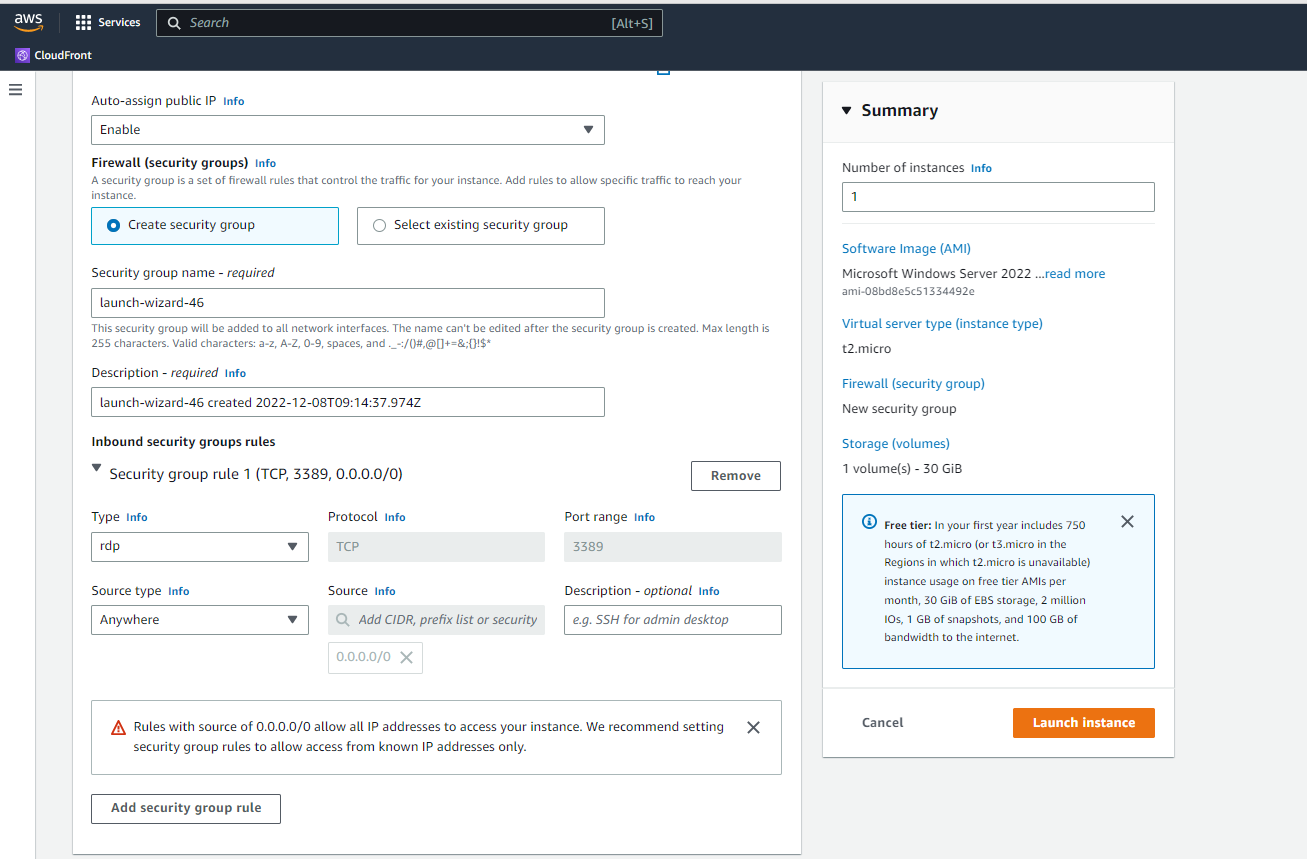 aws
Services
Search
[Alt+S]
CloudFront
Auto-assign public IP Info
Enable
Firewall (security groups) Info
A security group is a set of firewall rules that control the traffic for your instance. Add rules to allow specific traffic to reach your
instance.
Create security group
Select existing security group
Security group name - required
launch-wizard-46
This security group will be added to all network interfaces. The name can't be edited after the security group is created. Max length is
255 characters. Valid characters: a-z, A-Z, 0-9, spaces, and ._-:/()#,@[]+=&;{}!$*
Description - required Info
launch-wizard-46 created 2022-12-08T09:14:37.974Z
Inbound security groups rules
Security group rule 1 (TCP, 3389, 0.0.0.0/0)
Remove
Type Info
Protocol Info
Port range Info
rdp
TCP
3389
Source type Info
Source Info
Description - optional Info
Anywhere
Add CIDR, prefix list or security
e.g. SSH for admin desktop
0.0.0.0/0
Rules with source of 0.0.0.0/0 allow all IP addresses to access your instance. We recommend setting
security group rules to allow access from known IP addresses only.
Add security group rule
Summary
Number of instances Info
1
Software Image (AMI)
Microsoft Windows Server 2022 ...read more
ami-08bd8e5c51334492e
Virtual server type (instance type)
t2.micro
Firewall (security group)
New security group
Storage (volumes)
1 volume(s) - 30 GiB
Free tier: In your first year includes 750
hours of t2.micro (or t3.micro in the
Regions in which t2.micro is unavailable)
instance usage on free tier AMIs per
month, 30 GiB of EBS storage, 2 million
IOs, 1 GB of snapshots, and 100 GB of
bandwidth to the internet.
Cancel
Launch instance